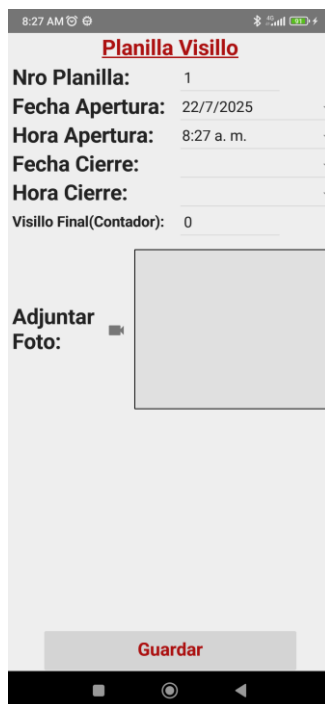 8:27 AM
91
Planilla Visillo
Nro Planilla: 1
Fecha Apertura: 22/7/2025
Hora Apertura: 8:27 a. m.
Fecha Cierre:
Hora Cierre:
Visillo Final(Contador): 0
Adjuntar
Foto:
Guardar